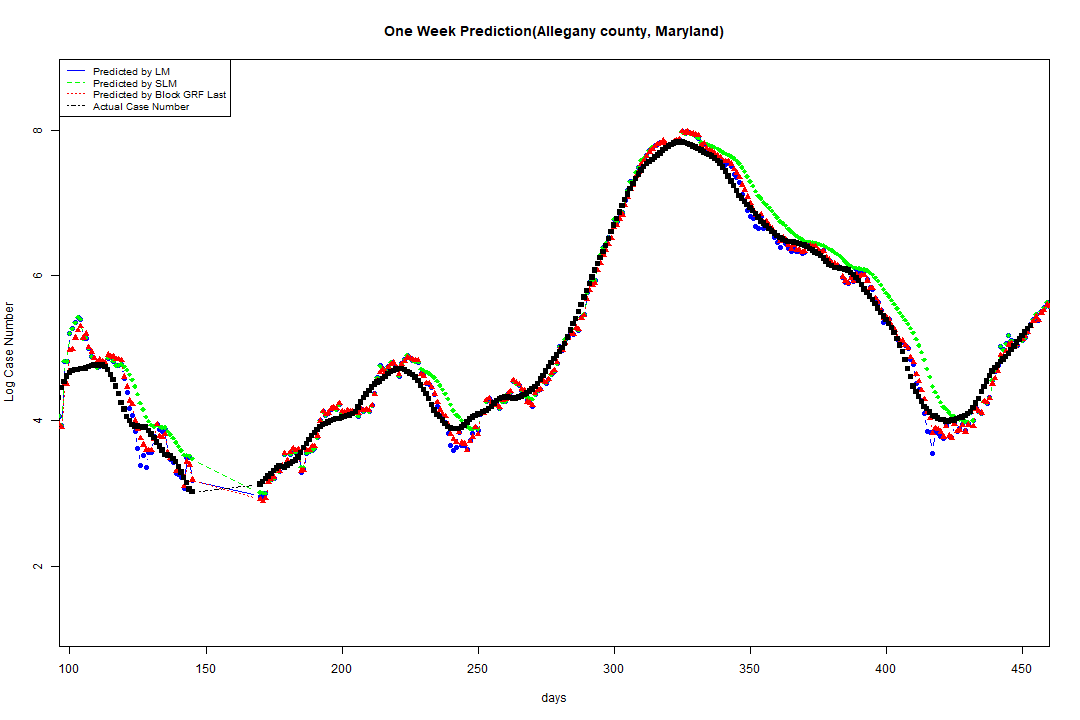 One Week Prediction(Allegany county, Maryland)
Predicted by LM
Predicted by SLM
Predicted by Block GRF Last
Actual Case Number
Log Case Number
8
6
4
2
100 150 200 250 300 350 400 450
days